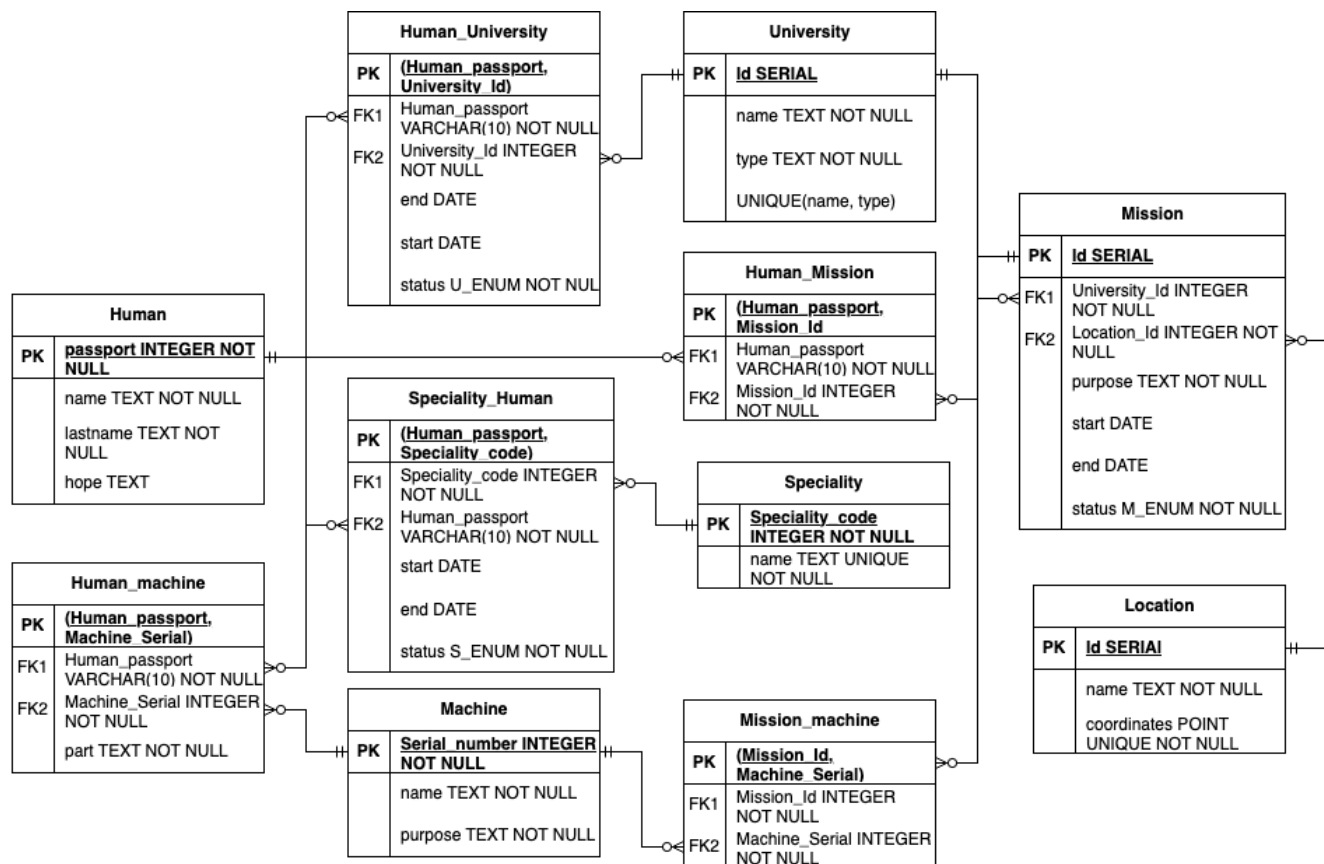 Human_University
PK (Human_passport,
University_Id)
FK1 Human_passport
VARCHAR(10) NOT NULL
FK2 University_Id INTEGER
NOT NULL
end DATE
start DATE
status U_ENUM NOT NUL
University
PK Id SERIAL
name TEXT NOT NULL
type TEXT NOT NULL
UNIQUE(name, type)
Mission
PK Id SERIAL
FK1 University_Id INTEGER
NOT NULL
FK2 Location_Id INTEGER NOT
NULL
purpose TEXT NOT NULL
start DATE
end DATE
status M_ENUM NOT NULL
Human_Mission
PK (Human_passport,
Mission_Id
FK1 Human_passport
VARCHAR(10) NOT NULL
FK2 Mission_Id INTEGER
NOT NULL
Human
PK passport INTEGER NOT
NULL
name TEXT NOT NULL
lastname TEXT NOT
NULL
hope TEXT
Speciality_Human
PK (Human_passport,
Speciality_code)
FK1 Speciality_code INTEGER
NOT NULL
FK2 Human_passport
VARCHAR(10) NOT NULL
start DATE
end DATE
status S_ENUM NOT NULL
Speciality
PK Speciality_code
INTEGER NOT NULL
name TEXT UNIQUE
NOT NULL
Human_machine
PK (Human_passport,
Machine_Serial)
FK1 Human_passport
VARCHAR(10) NOT NULL
FK2 Machine_Serial INTEGER
NOT NULL
part TEXT NOT NULL
Location
PK Id SERIAl
name TEXT NOT NULL
coordinates POINT
UNIQUE NOT NULL
Machine
PK Serial_number INTEGER
NOT NULL
name TEXT NOT NULL
purpose TEXT NOT NULL
Mission_machine
PK (Mission_Id,
Machine_Serial)
FK1 Mission_Id INTEGER
NOT NULL
FK2 Machine_Serial INTEGER
NOT NULL